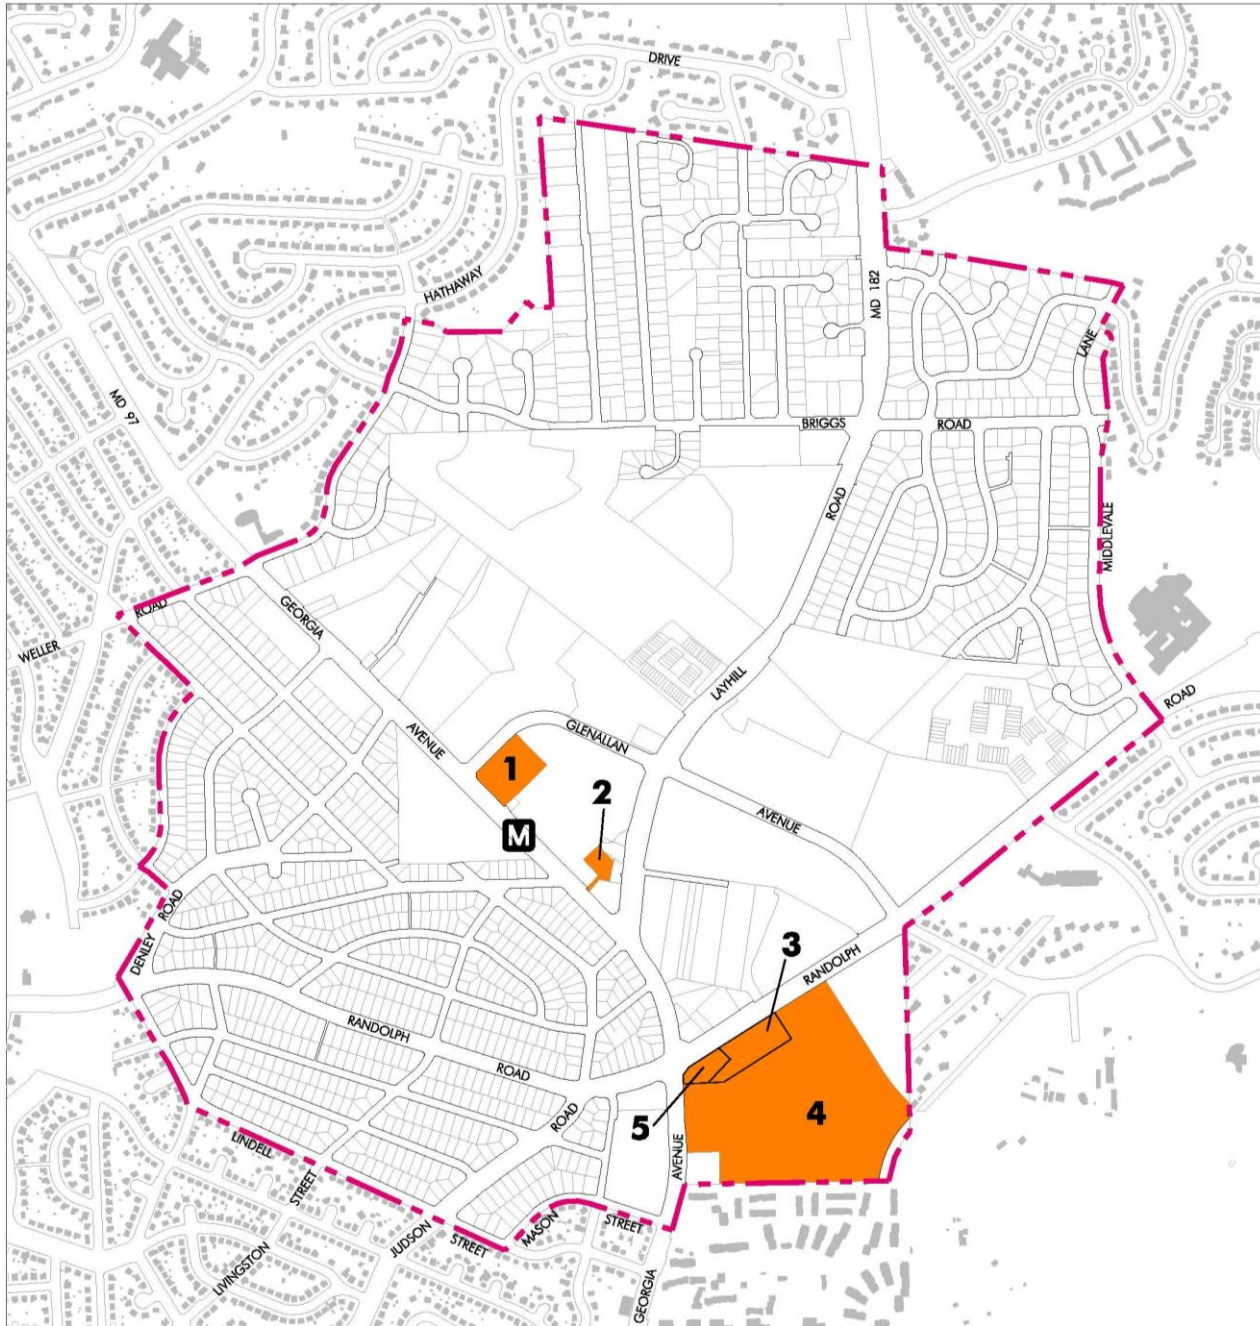 DRIVE
HATHAWAY
MD 182
LANE
MD 97
BRIGGS
ROAD
ROAD
MIDDLEVALE
GEORGIA
ROAD
WELLER
LAYHILL
ROAD
AVENUE
GLENALLAN
1
2
AVENUE
M
ROAD
DENLEY
3
RANDOLPH
RANDOLPH
ROAD
ROAD
5
4
AVENUE
LINDELL
STREET
JUDSON
STREET
MASON
STREET
LIVINGSTON
GEORGIA